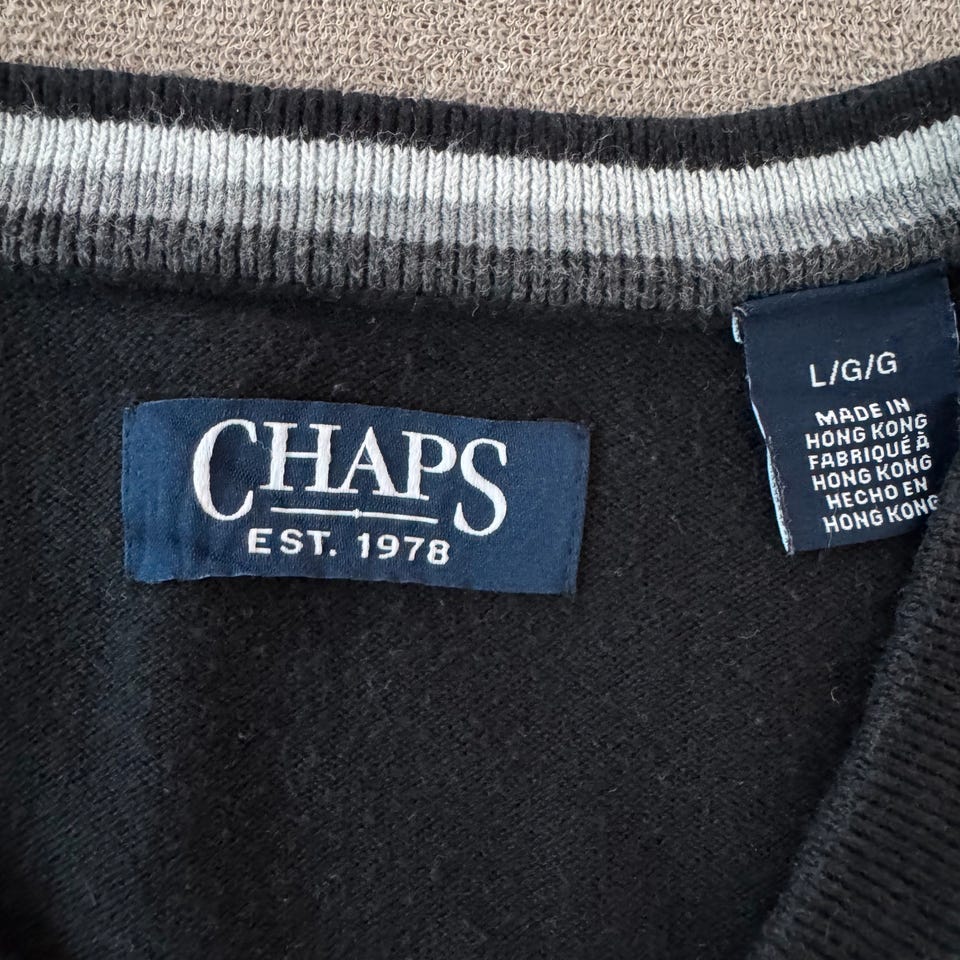 CHAPS
EST. 1978
L/G/G
MADE IN
HONG KONG
FABRIQUÉ À
HONG KONG
HECHO EN
HONG KONG